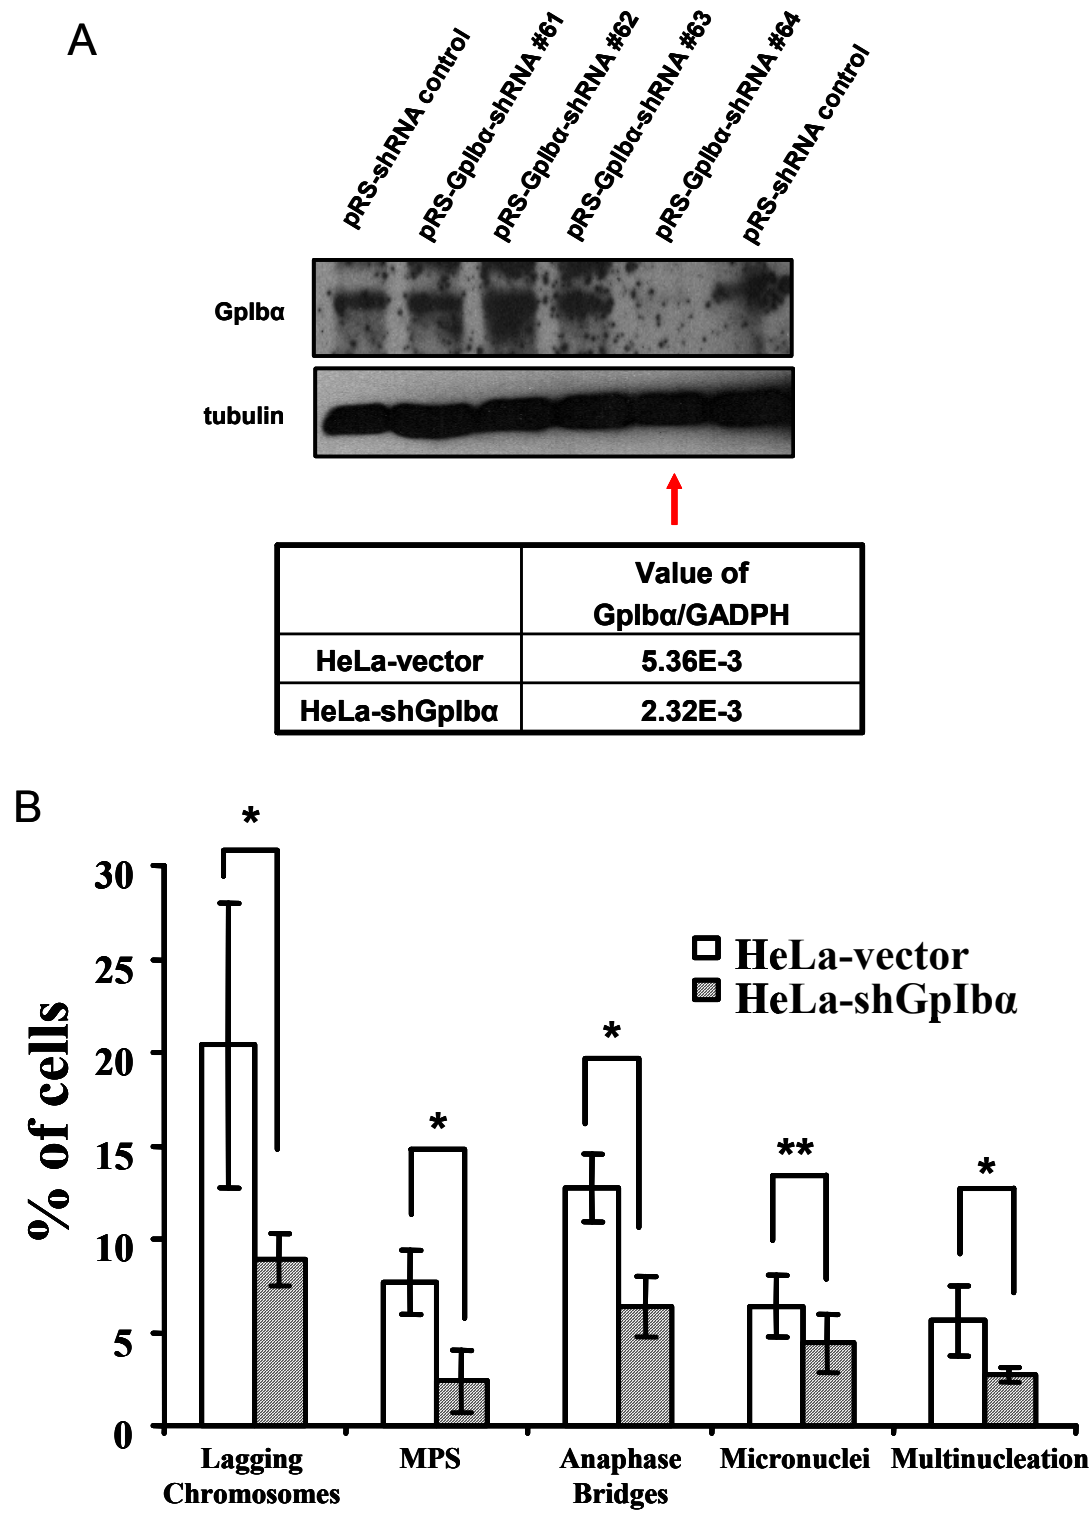 A
pRS-shRNA control
pRS-GpIbα-shRNA #61
pRS-GpIbα-shRNA #62
pRS-GpIbα-shRNA #63
pRS-GpIbα-shRNA #64
pRS-shRNA control
GpIbα
tubulin
Value of
GpIbα/GADPH
HeLa-vector 5.36E-3
HeLa-shGpIbα 2.32E-3
B
*
30
25
20
15
10
5
0
% of cells
HeLa-vector
HeLa-shGpIbα
*
*
**
*
Lagging
Chromosomes
MPS
Anaphase
Bridges
Micronuclei
Multinucleation